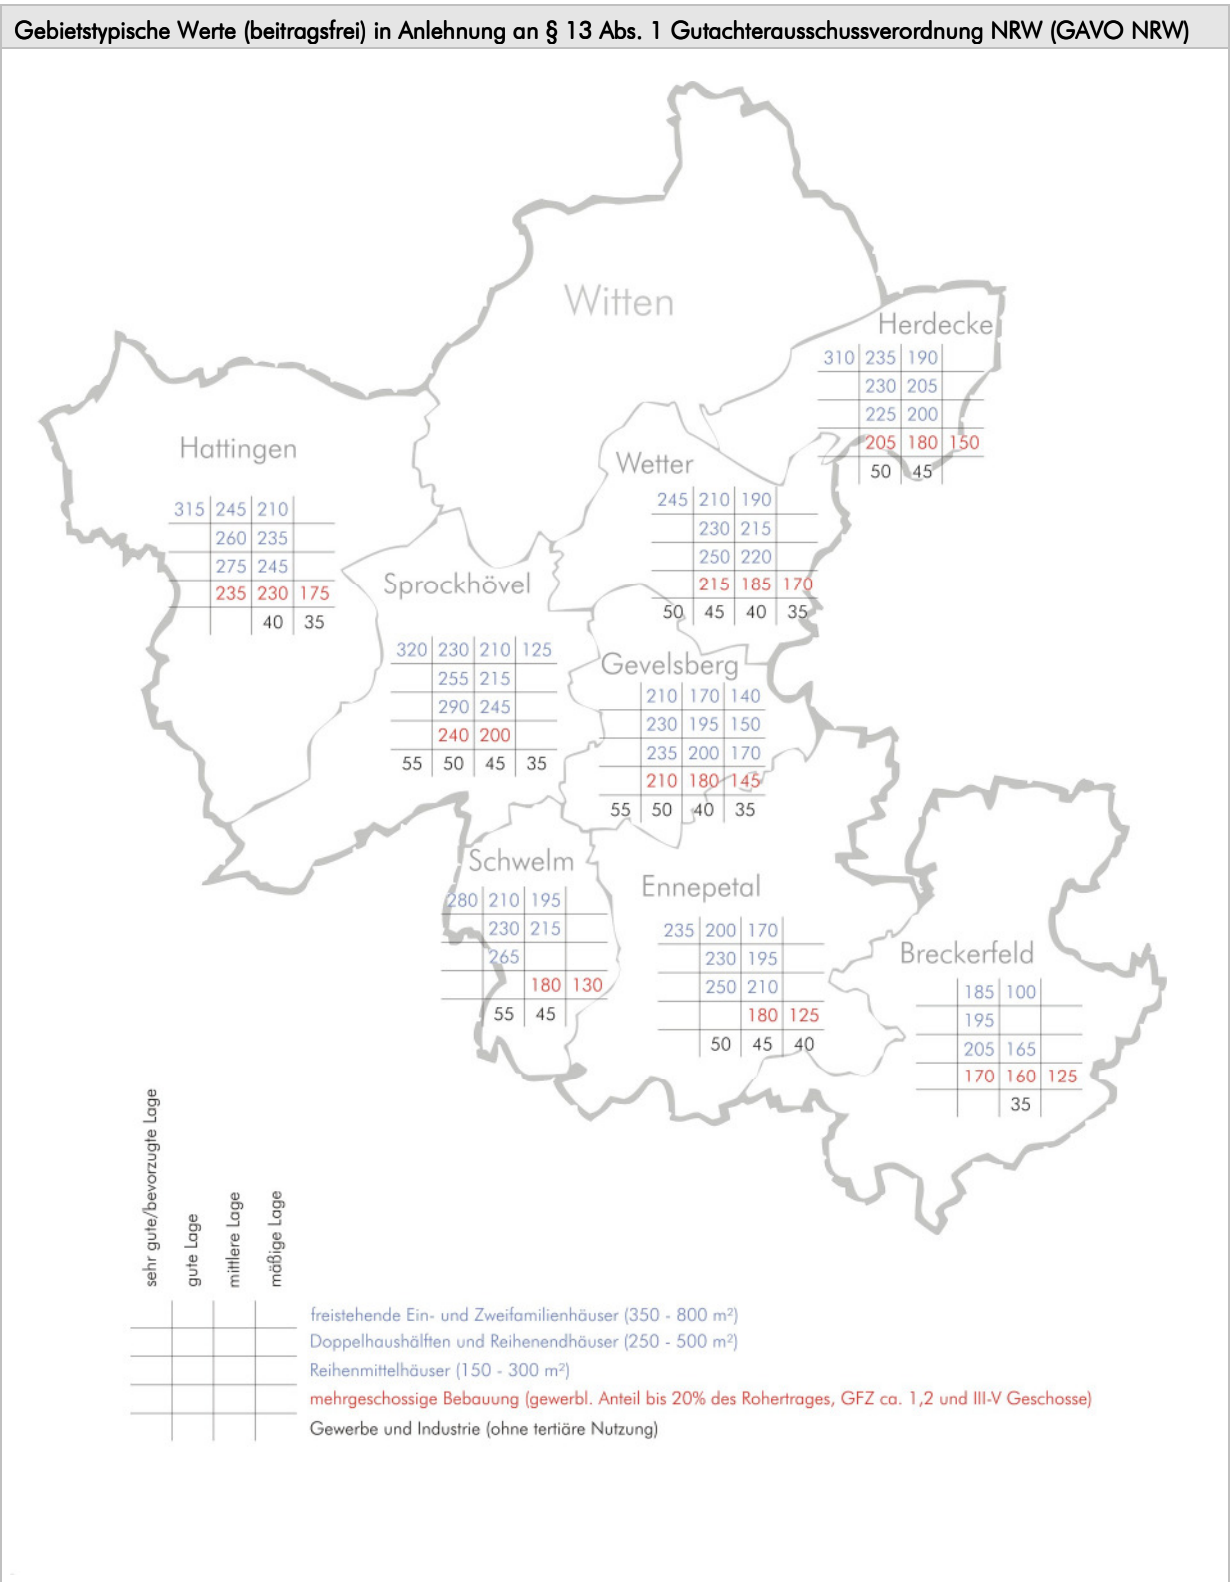 Gebietstypische Werte (beitragsfrei) in Anlehnung an § 13 Abs. 1 Gutachterausschussverordnung NRW (GAVO NRW)
Witten
Herdecke
310 235 190
230 205
225 200
205 180 150
50 45
Hattingen
315 245 210
260 235
275 245
235 230 175
40 35
Wetter
245 210 190
230 215
250 220
215 185 170
50 45 40 35
Sprockhövel
320 230 210 125
255 215
290 245
240 200
55 50 45 35
Gevelsberg
210 170 140
230 195 150
235 200 170
210 180 145
55 50 40 35
Schwelm
280 210 195
230 215
265
180 130
55 45
Ennepetal
235 200 170
230 195
250 210
180 125
50 45 40
Breckerfeld
185 100
195
205 165
170 160 125
35
sehr gute/bevorzugte Lage
gute Lage
mittlere Lage
mäßige Lage
freistehende Ein- und Zweifamilienhäuser (350 - 800 m²)
Doppelhaushälften und Reihenendhäuser (250 - 500 m²)
Reihenmittelhäuser (150 - 300 m²)
mehrgeschossige Bebauung (gewerbl. Anteil bis 20% des Rohertrages, GFZ ca. 1,2 und III-V Geschosse)
Gewerbe und Industrie (ohne tertiäre Nutzung)